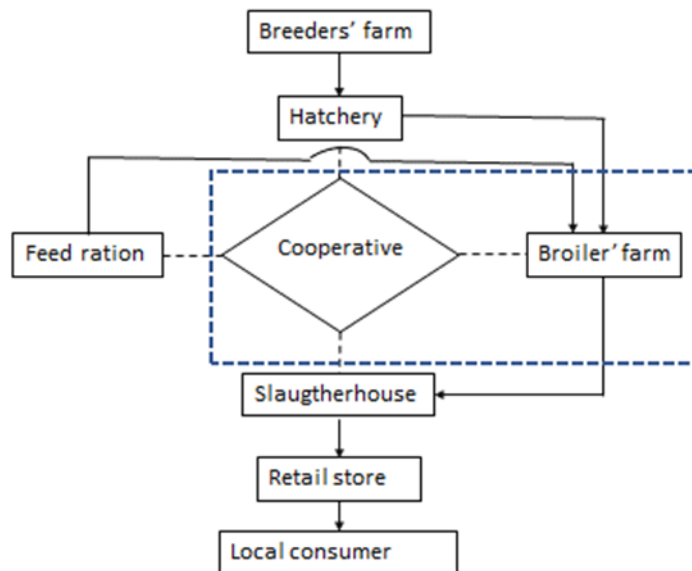 Breeders’ farm
Hatchery
Cooperative
Feed ration
Broiler’farm
Slaugtherhouse
Retail store
Local consumer